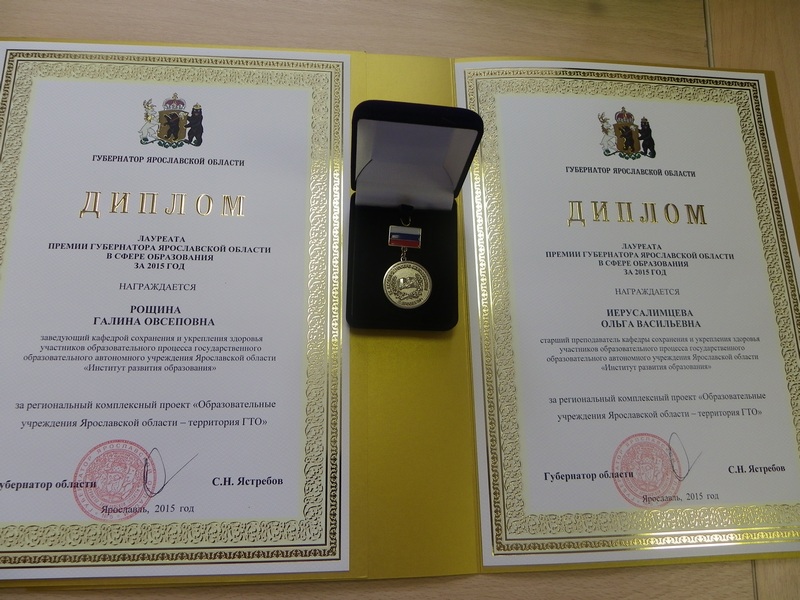 ГУБЕРНАТОР ЯРОСЛАВСКОЙ ОБЛАСТИ
ДИПЛОМ
ЛАУРЕАТА
ПРЕМИИ ГУБЕРНАТОРА ЯРОСЛАВСКОЙ ОБЛАСТИ
В СФЕРЕ ОБРАЗОВАНИЯ
ЗА 2015 ГОД
НАГРАЖДАЕТСЯ
РОЩИНА
ГАЛИНА ОВСЕПОВНА
заведующий кафедрой сохранения и укрепления здоровья
участников образовательного процесса государственного
образовательного автономного учреждения Ярославской области
«Институт развития образования»
за региональный комплексный проект «Образовательные
учреждения Ярославской области – территория ГТО»
убернатор области
С.Н. Ястребов
Ярославль, 2015 год
ГУБЕРНАТОР ЯРОСЛАВСКОЙ ОБЛАСТИ
ДИПЛОМ
ЛАУРЕАТА
ПРЕМИИ ГУБЕРНАТОРА ЯРОСЛАВСКОЙ ОБЛАСТИ
В СФЕРЕ ОБРАЗОВАНИЯ
ЗА 2015 ГОД
НАГРАЖДАЕТСЯ
ИЕРУСАЛИМЦЕВА
ОЛЬГА ВАСИЛЬЕВНА
старший преподаватель кафедры сохранения и укрепления здоровья
участников образовательного процесса государственного
образовательного автономного учреждения Ярославской области
«Институт развития образования»
за региональный комплексный проект «Образовательные
учреждения Ярославской области – территория ГТО»
Губернатор области
С.Н. Ястребов
Ярославль, 2015 год